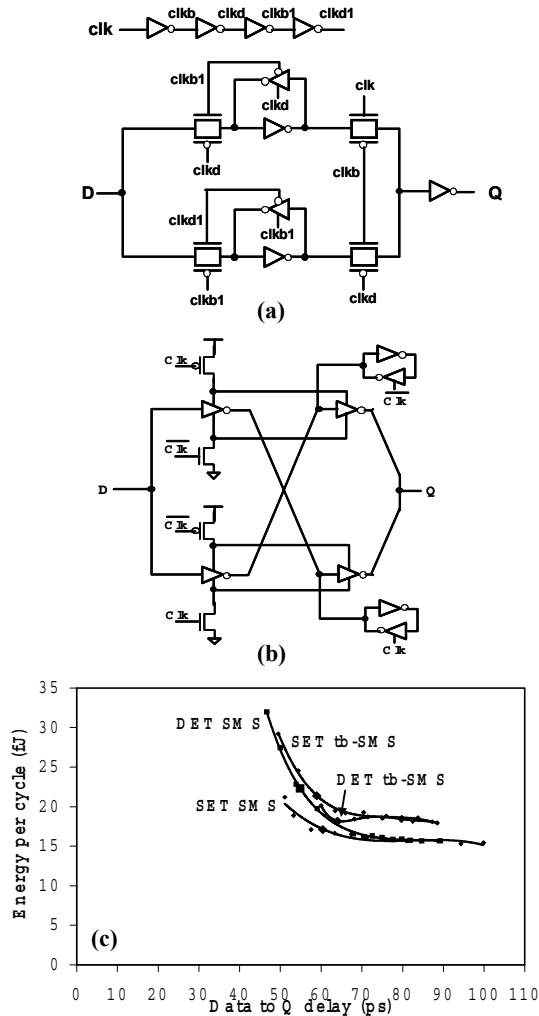 clk clkb clkd clkb1 clkd1
clkb1
clkd
clk
clkd
clkb
D
Q
clkd1
clkb1
clkb1
clkd
(a)
Clk
Clk
Clk
D
Q
Clk
Clk
Clk
(b)
35
30
25
20
15
10
5
0
Energy per cycle (fJ)
DET SMS
SET tb-SMS
DET tb-SMS
SET SMS
(c)
0 10 20 30 40 50 60 70 80 90 100 110
Data to Q delay (ps)